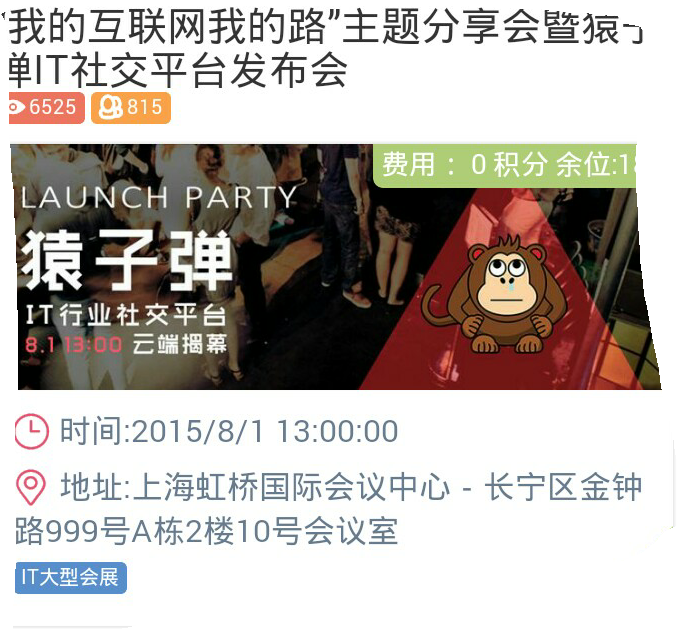 我的互联网我的路”主题分享会暨猿
弹IT社交平台发布会
6525 815
费用 : 0 积分 余位:
LAUNCH PARTY
猿子弹
IT行业社交平台
8.1 13:00 云端揭幕
时间:2015/8/1 13:00:00
地址:上海虹桥国际会议中心 - 长宁区金钟
路999号A栋2楼10号会议室
IT大型会展